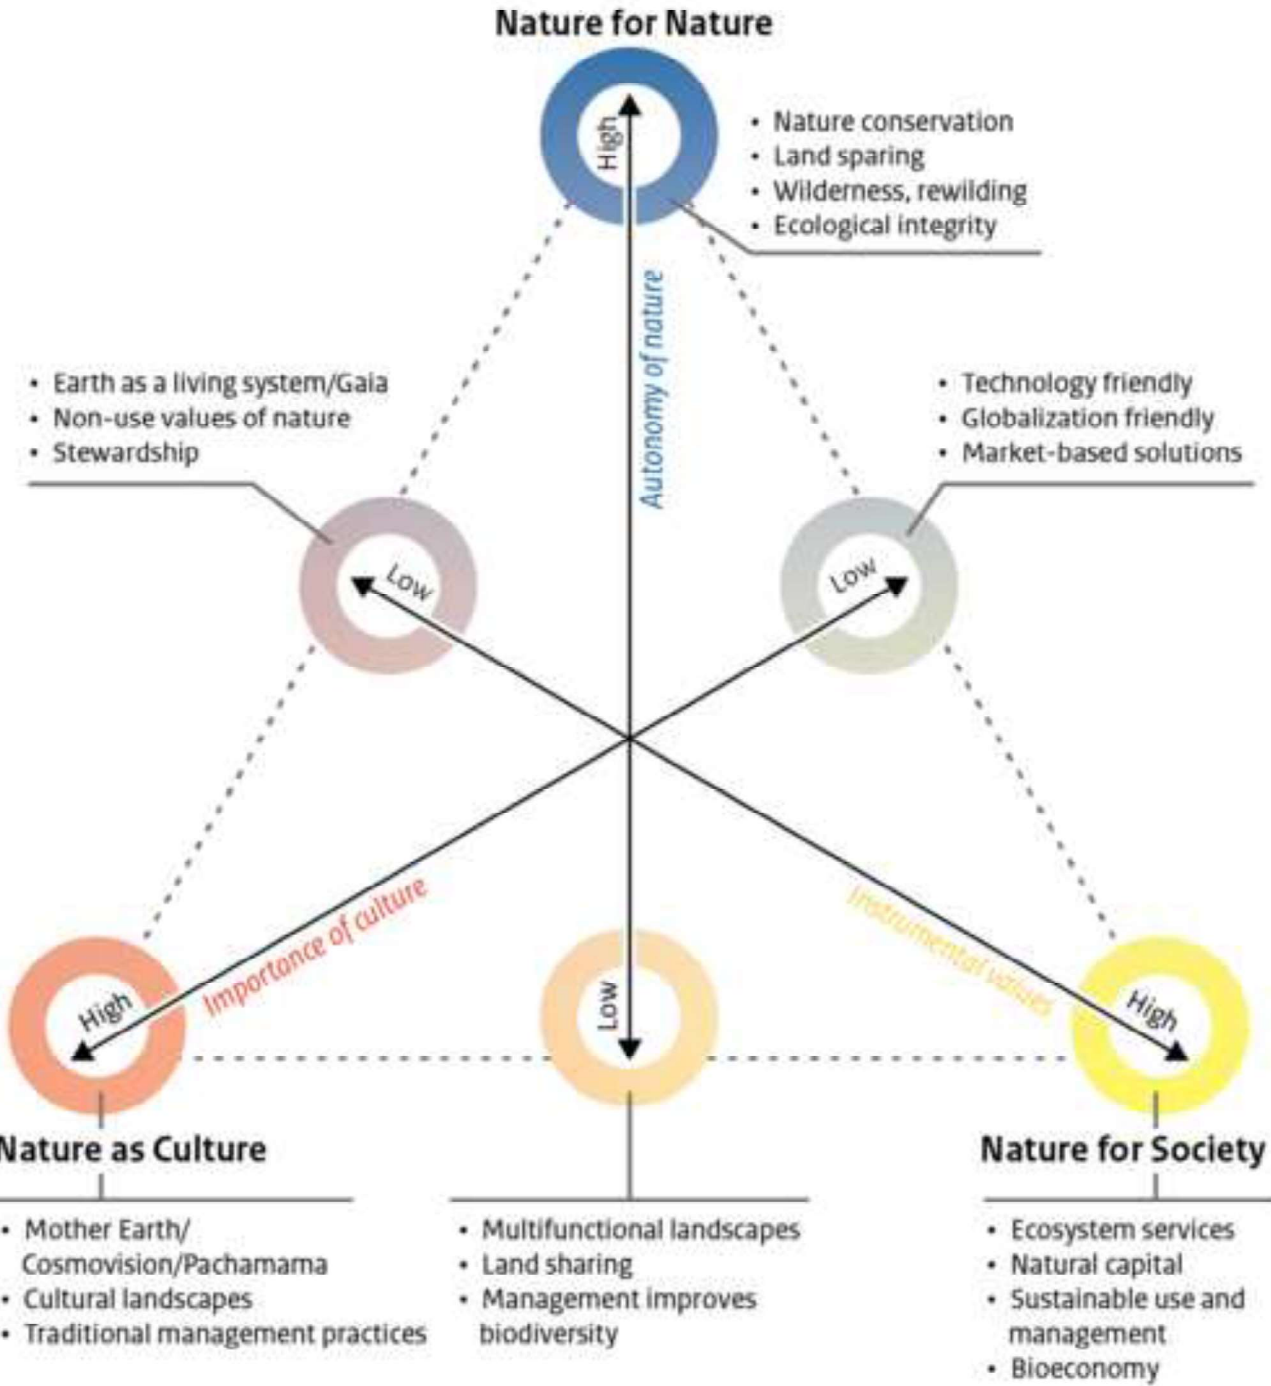 Nature for Nature
High
• Nature conservation
• Land sparing
• Wilderness, rewilding
• Ecological integrity
Autonomy of nature
• Earth as a living system/Gaia
• Non-use values of nature
• Stewardship
• Technology friendly
• Globalization friendly
• Market-based solutions
Low
Low
Importance of culture
Instrumental values
High
Low
High
Nature as Culture
Nature for Society
• Mother Earth/
Cosmovision/Pachamama
• Cultural landscapes
• Traditional management practices
• Multifunctional landscapes
• Land sharing
• Management improves
biodiversity
• Ecosystem services
• Natural capital
• Sustainable use and
management
• Bioeconomy